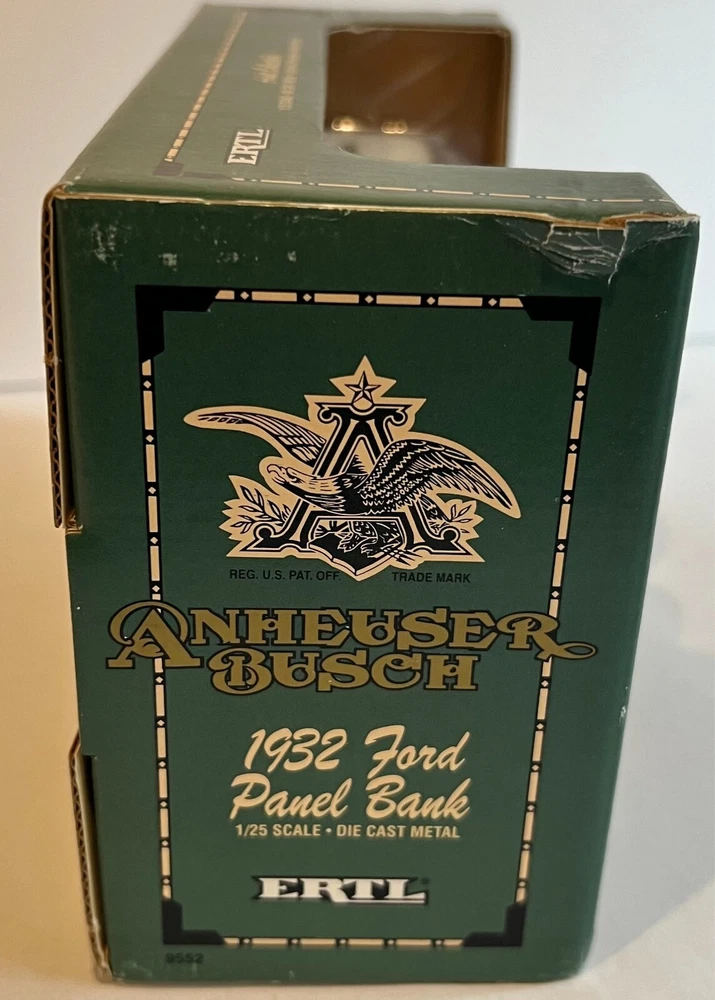 ERTL
REG. U.S. PAT. OFF. TRADE MARK
ANHEUSER
BUSCH
1932 Ford
Panel Bank
1/25 SCALE • DIE CAST METAL
ERTL®
9552